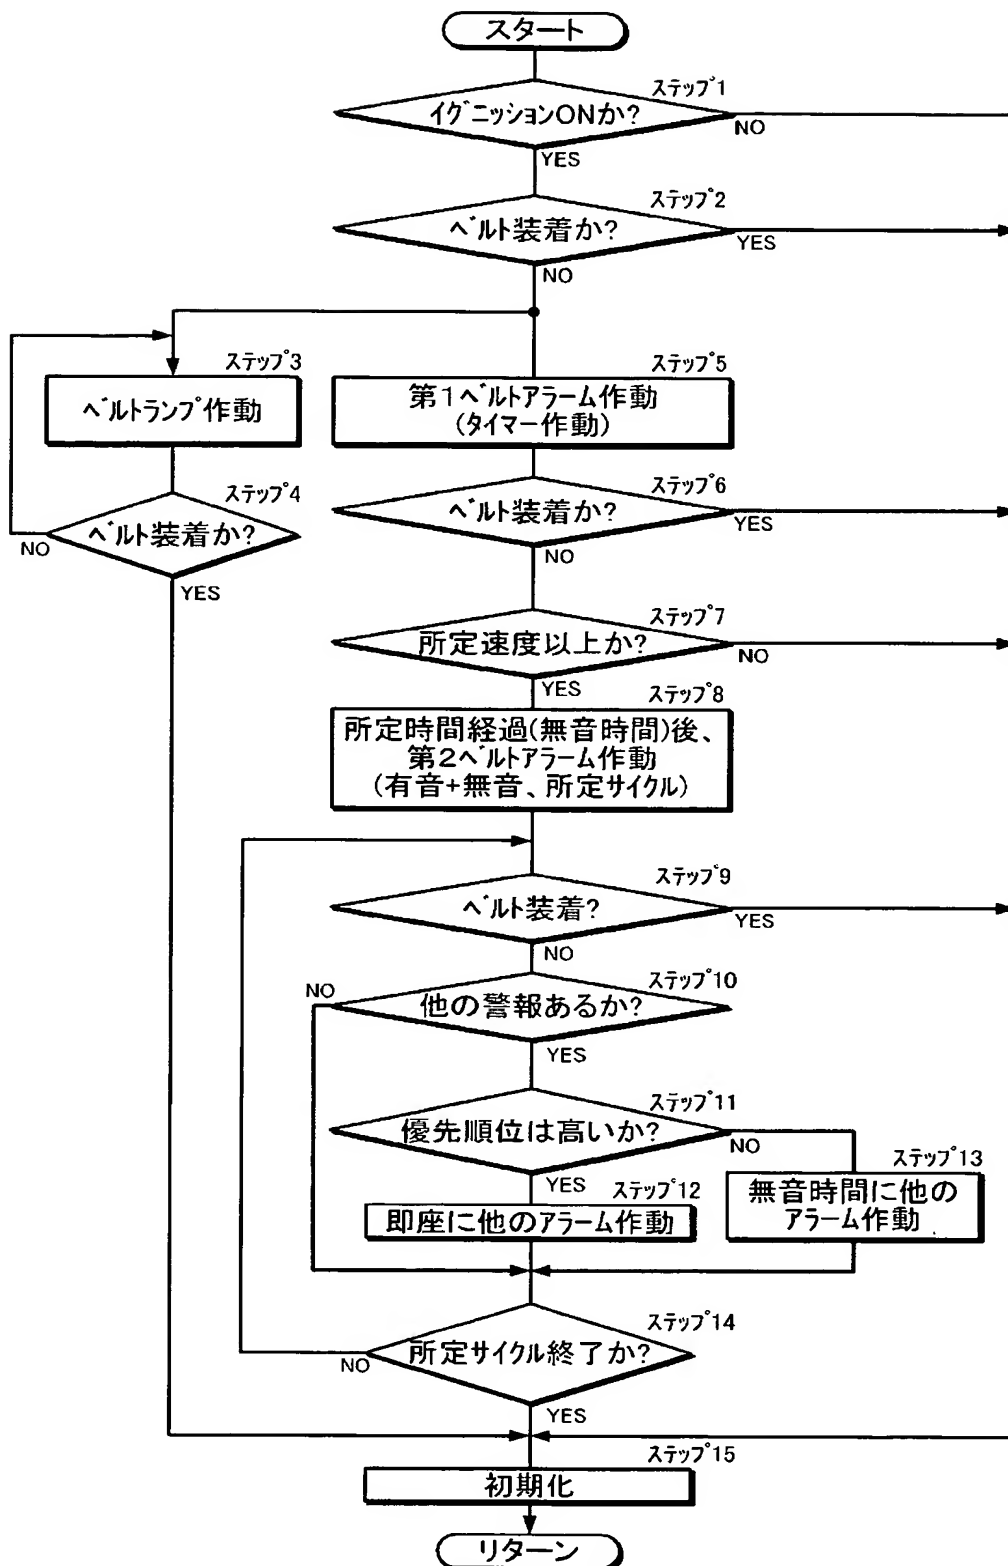 スタート
ステップ1
イグニッションONか?
NO
YES
ステップ2
ベルト装着か?
YES
NO
ステップ3
ベルトランプ作動
ステップ5
第1ベルトアラーム作動
(タイマー作動)
ステップ4
ベルト装着か?
NO
YES
ステップ6
ベルト装着か?
YES
NO
ステップ7
所定速度以上か?
NO
YES
ステップ8
所定時間経過(無音時間)後、
第2ベルトアラーム作動
(有音+無音、所定サイクル)
ステップ9
ベルト装着?
YES
NO
ステップ10
他の警報あるか?
NO
YES
ステップ11
優先順位は高いか?
NO
YES
ステップ12
即座に他のアラーム作動
ステップ13
無音時間に他の
アラーム作動
ステップ14
所定サイクル終了か?
NO
YES
ステップ15
初期化
リターン